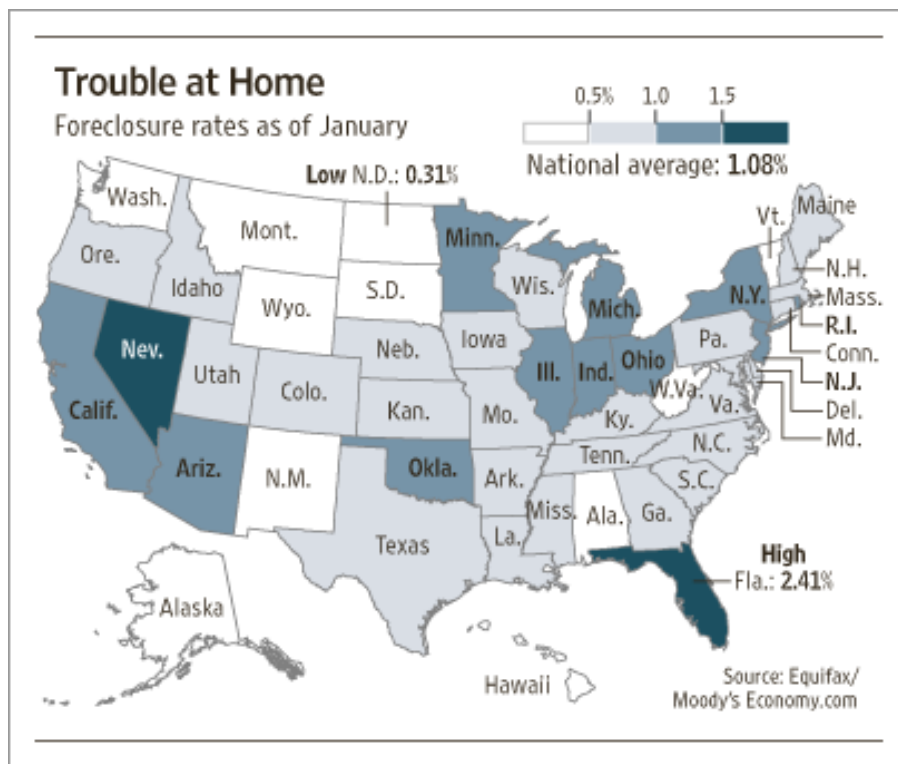 Trouble at Home
Foreclosure rates as of January
0.5% 1.0 1.5
National average: 1.08%
Low N.D.: 0.31%
Wash.
Mont.
Minn.
Vt.
Maine
Ore.
Idaho
Wyo.
S.D.
Wis.
Mich.
N.Y.
N.H.
Mass.
R.I.
Conn.
N.J.
Del.
Md.
Nev.
Utah
Colo.
Neb.
Iowa
Ill.
Ind.
Ohio
Pa.
W.Va.
Va.
Calif.
Kan.
Mo.
Ky.
Ariz.
N.M.
Okla.
Ark.
Tenn.
N.C.
S.C.
Texas
La.
Miss.
Ala.
Ga.
High
Fla.: 2.41%
Alaska
Hawaii
Source: Equifax/
Moody's Economy.com